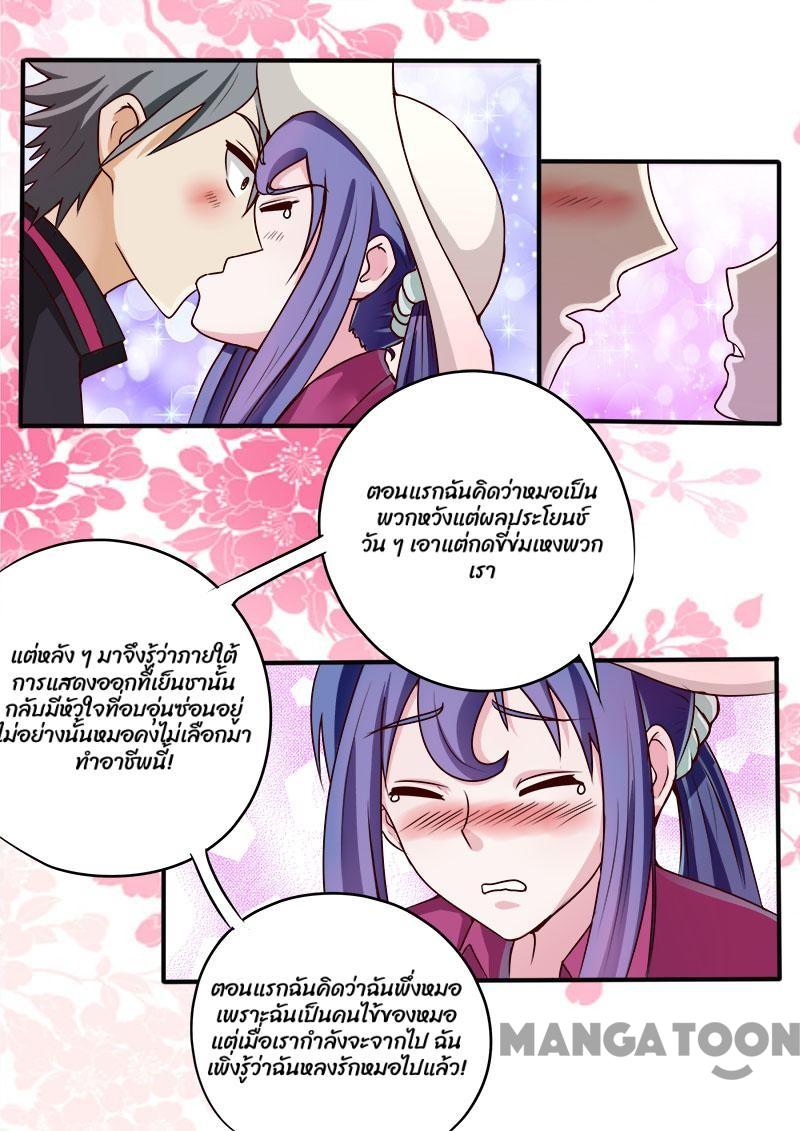 ตอนแรกฉันคิดว่าหมอเป็น
พวกหวังแต่ผลประโยนช์
วัน ๆ เอาแต่กดขี่ข่มเหงพวก
เรา
แต่หลัง ๆ มาจึงรู้ว่าภายใต้
การแสดงออกที่เย็นชานั้น
กลับมีหัวใจที่อบอุ่นซ่อนอยู่
ไม่อย่างนั้นหมอคงไม่เลือกมา
ทำอาชีพนี้!
ตอนแรกฉันคิดว่าฉันพึ่งหมอ
เพราะฉันเป็นคนไข้ของหมอ
แต่เมื่อเรากำลังจะจากไป ฉัน
เพิ่งรู้ว่าฉันหลงรักหมอไปแล้ว!
MANGATOON